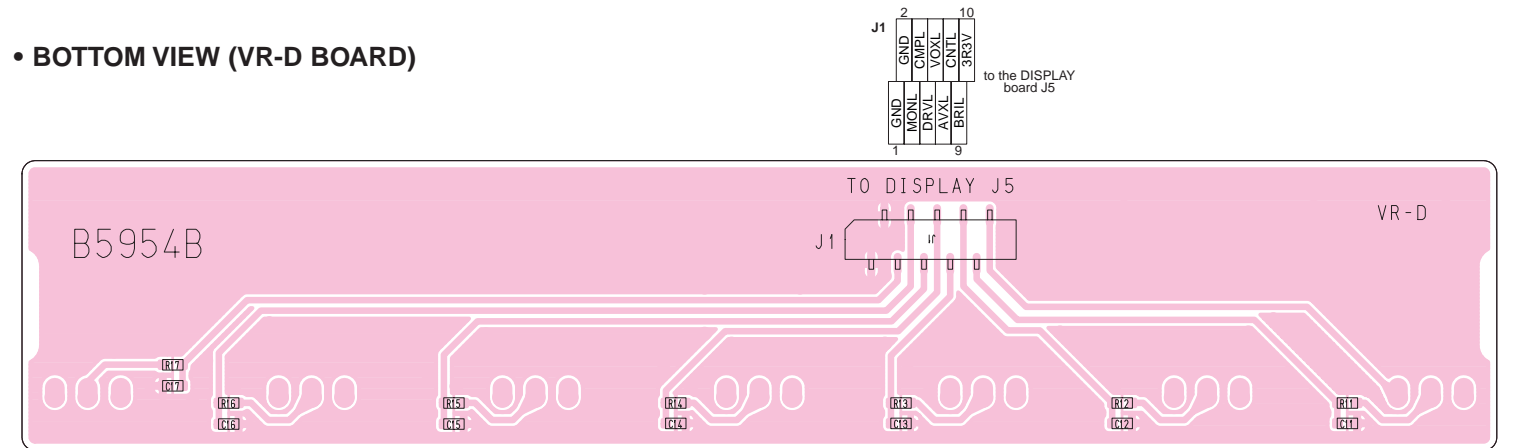 2 10
J1
GND CMPL VOXL CNTL 3R3V
• BOTTOM VIEW (VR-D BOARD)
to the DISPLAY
board J5
GND MONL DRVL AVXL BRIL
1 9
TO DISPLAY J5
VR-D
B5954B
J1
J1
R17
C17
R16 R15 R14 R13 R12 R11
C16 C15 C14 C13 C12 C11